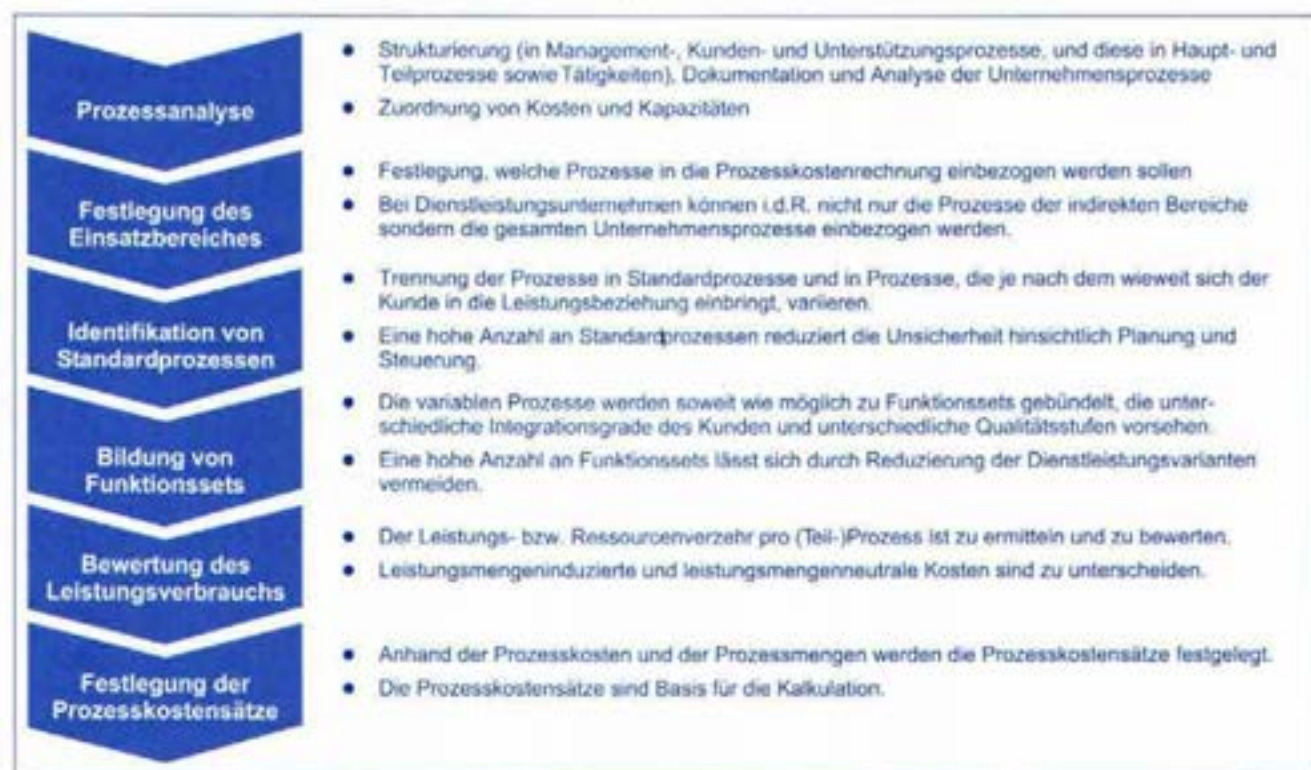 Prozessanalyse
● Strukturierung (in Management-, Kunden- und Unterstützungsprozesse, und diese in Haupt- und
Teilprozesse sowie Tätigkeiten), Dokumentation und Analyse der Unternehmensprozesse
● Zuordnung von Kosten und Kapazitäten
Festlegung des
Einsatzbereiches
● Festlegung, welche Prozesse in die Prozesskostenrechnung einbezogen werden sollen
● Bei Dienstleistungsunternehmen können i.d.R. nicht nur die Prozesse der indirekten Bereiche
sondern die gesamten Unternehmensprozesse einbezogen werden.
Identifikation von
Standardprozessen
● Trennung der Prozesse in Standardprozesse und in Prozesse, die je nach dem wieweit sich der
Kunde in die Leistungsbeziehung einbringt, variieren.
● Eine hohe Anzahl an Standardprozessen reduziert die Unsicherheit hinsichtlich Planung und
Steuerung.
Bildung von
Funktionssets
● Die variablen Prozesse werden soweit wie möglich zu Funktionssets gebündelt, die unter-
schiedliche Integrationsgrade des Kunden und unterschiedliche Qualitätsstufen vorsehen.
● Eine hohe Anzahl an Funktionssets lässt sich durch Reduzierung der Dienstleistungsvarianten
vermeiden.
Bewertung des
Leistungsverbrauchs
● Der Leistungs- bzw. Ressourcenverzehr pro (Teil-)Prozess ist zu ermitteln und zu bewerten.
● Leistungsmengeninduzierte und leistungsmengenneutrale Kosten sind zu unterscheiden.
Festlegung der
Prozesskostensätze
● Anhand der Prozesskosten und der Prozessmengen werden die Prozesskostensätze festgelegt.
● Die Prozesskostensätze sind Basis für die Kalkulation.